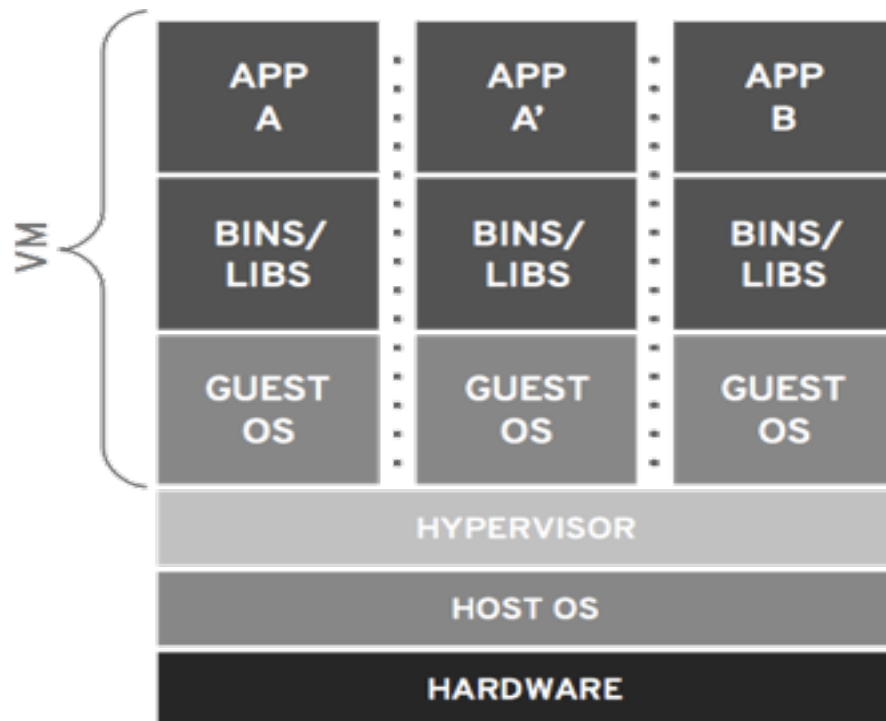 VM
APP
A
APP
A’
APP
B
BINS/
LIBS
BINS/
LIBS
BINS/
LIBS
GUEST
OS
GUEST
OS
GUEST
OS
HYPERVISOR
HOST OS
HARDWARE